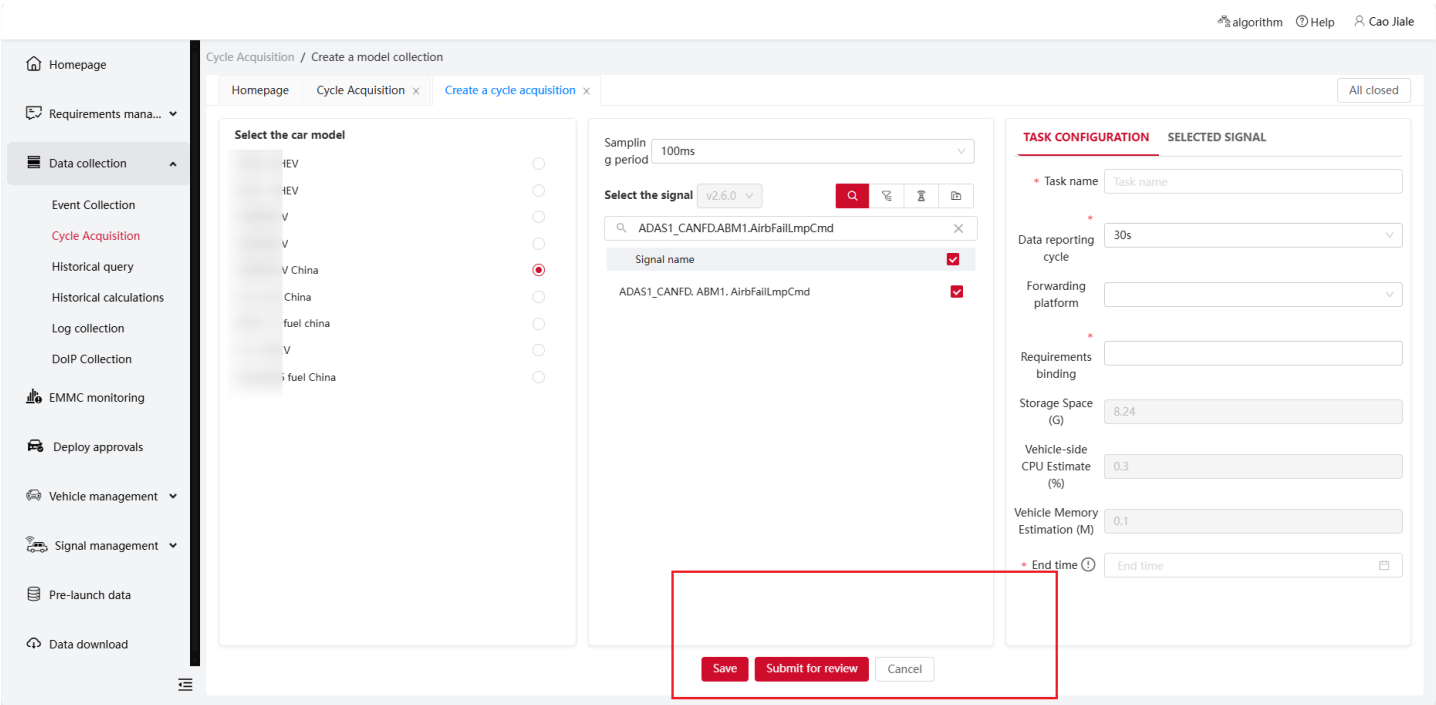 algorithm Help Cao Jiale
Homepage
Requirements mana...
Data collection
Event Collection
Cycle Acquisition
Historical query
Historical calculations
Log collection
DoIP Collection
EMMC monitoring
Deploy approvals
Vehicle management
Signal management
Pre-launch data
Data download
Cycle Acquisition / Create a model collection
Homepage Cycle Acquisition × Create a cycle acquisition × All closed
Select the car model
HEV
HEV
V
V
V China
China
fuel china
V
fuel China
Samplin
g period
100ms
Select the signal v2.6.0
ADAS1_CANFD.ABM1.AirbFailLmpCmd
Signal name
ADAS1_CANFD. ABM1. AirbFailLmpCmd
TASK CONFIGURATION SELECTED SIGNAL
* Task name Task name
*
Data reporting
cycle
30s
Forwarding
platform
*
Requirements
binding
Storage Space
(G)
8.24
Vehicle-side
CPU Estimate
(%)
0.3
Vehicle Memory
Estimation (M)
0.1
* End time End time
Save Submit for review Cancel